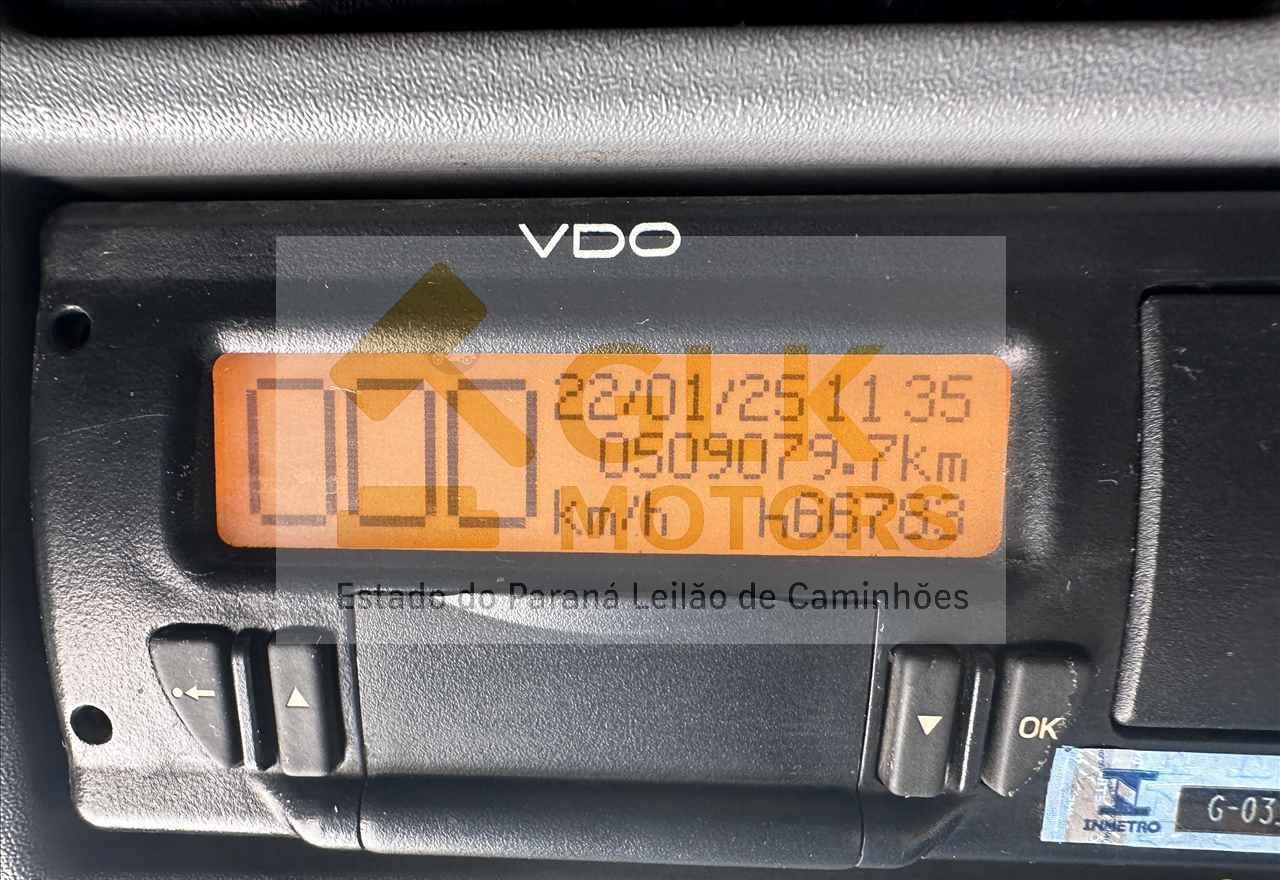 VDO
000
22/01/25 11 35
0509079.7km
km/h
GLK
MOTORS
Estado do Paraná Leilão de Caminhões
OK
INMETRO